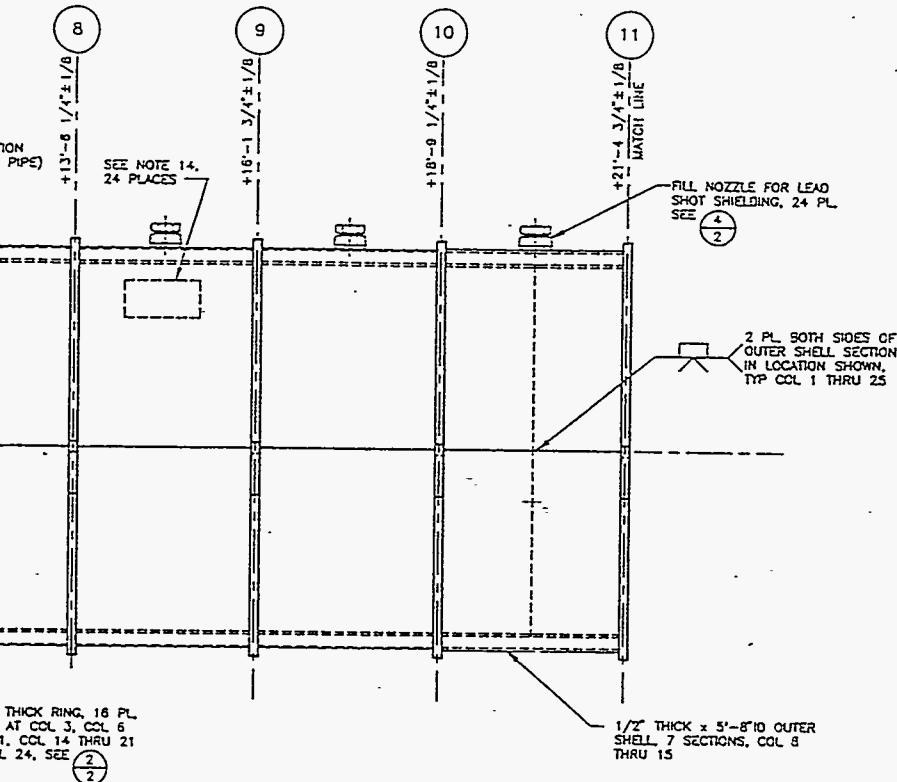 8
9
10
11
+13'-6 1/4"±1/8
+16'-1 3/4"±1/8
+18'-9 1/4"±1/8
+21'-4 3/4"±1/8
MATCH LINE
TION
PIPE)
SEE NOTE 14,
24 PLACES
FILL NOZZLE FOR LEAD
SHOT SHIELDING, 24 PL,
SEE 4
2
2 PL BOTH SIDES OF
OUTER SHELL SECTION
IN LOCATION SHOWN,
TYP COL 1 THRU 25
THICK RING, 16 PL,
AT COL 3, COL 6
1, COL 14 THRU 21
L 24, SEE 2
2
1/2" THICK x 5'-8"ID OUTER
SHELL, 7 SECTIONS, COL 8
THRU 15